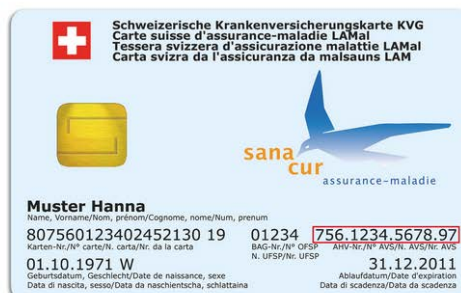 Schweizerische Krankenversicherungskarte KVG
Carte suisse d'assurance-maladie LAMal
Tessera svizzera d'assicurazione malattie LAMal
Carta svizra da l'assicuranza da malsauns LAM
sana
cur
assurance-maladie
Muster Hanna
Name, Vorname/Nom, prénom/Cognome, nome/Num, prenum
807560123402452130 19 01234 756.1234.5678.97
Karten-Nr./N° carte/N. carta/Nr. da la carta BAG-Nr./N° OFSP AHV-Nr./N° AVS/N. AVS/Nr. AVS
N. UFSP/Nr. UFSP
01.10.1971 W 31.12.2011
Geburtsdatum, Geschlecht/Date de naissance, sexe Ablaufdatum/Date d'expiration
Data di nascita, sesso/Data da naschientscha, schlattaina Data di scadenza/Data da scadenza